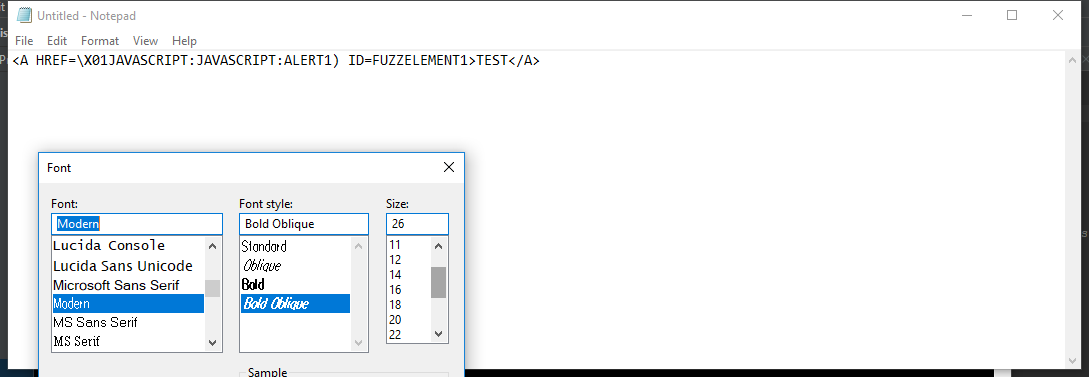 Untitled - Notepad
File Edit Format View Help
<A HREF=\X01JAVASCRIPT:JAVASCRIPT:ALERT1) ID=FUZZELEMENT1>TEST</A>
Font
Font: Font style: Size:
Modern Bold Oblique 26
Lucida Console
Lucida Sans Unicode
Microsoft Sans Serif
Modern
MS Sans Serif
MS Serif
Standard
Oblique
Bold
Bold Oblique
11
12
14
16
18
20
22
Sample